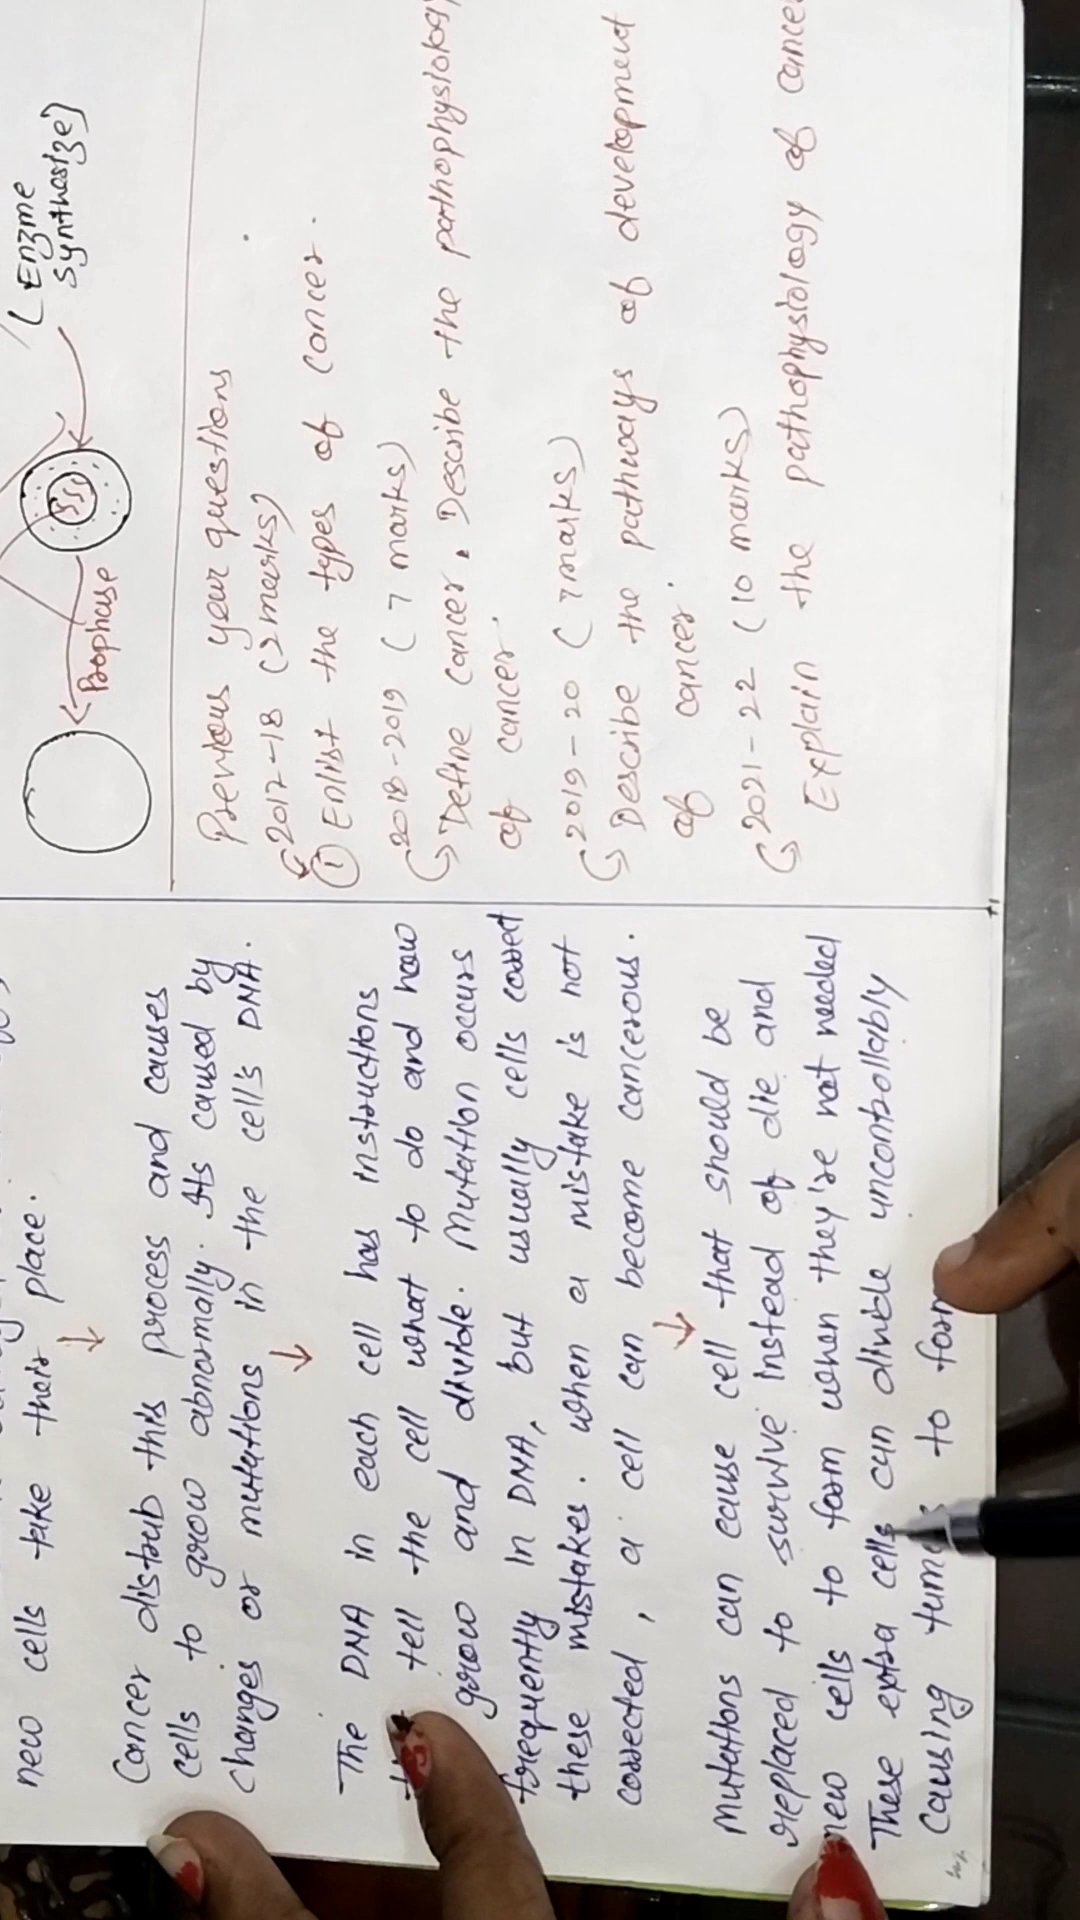 new cells take their place.
↓
Cancer distrub this process and causes
cells to grow abnormally. Its caused by
changes or mutations in the cell's DNA.
↓
The DNA in each cell has instructions
tell the cell what to do and how
grow and divide. Mutation occurs
frequently in DNA, but usually cells correct
these mistakes. when a mistake is not
corrected, a cell can become cancerous.
↓
Mutations can cause cell that should be
replaced to survive instead of die and
new cells to form when they're not needed
These extra cells can divide uncontrollably
Causing to form
(Enzme
synthesize)
Prophase
Previous year questions
2017-18 (2 marks)
① Enlist the types of cancer.
2018-2019 (7 marks)
Define cancer. Describe the pathophysiology
of cancer.
2019-20 (7 marks)
Describe the pathways of development
of cancer.
2021-22 (10 marks)
Explain the pathophysiology of cance